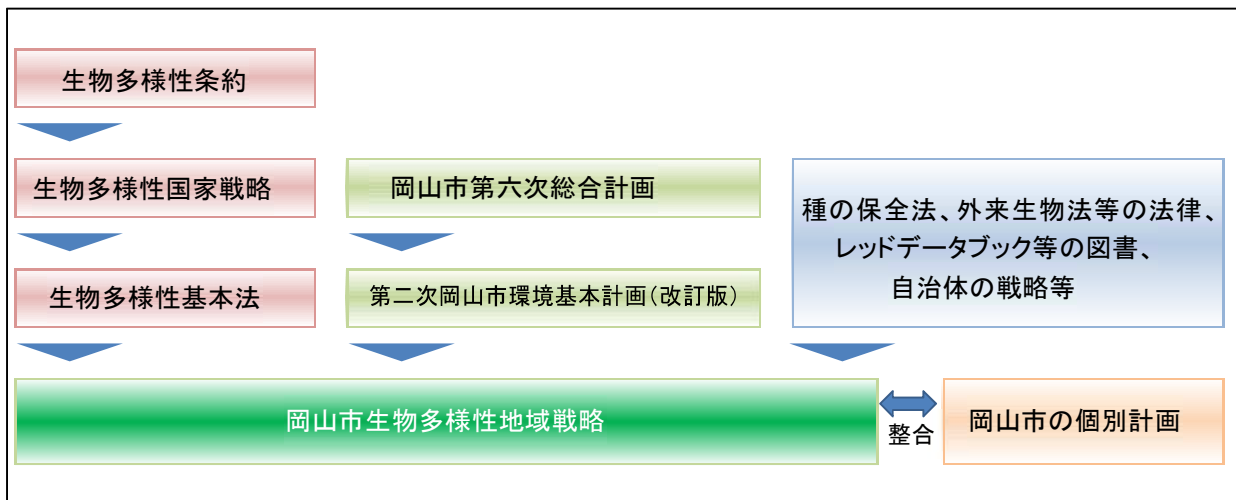 生物多様性条約
生物多様性国家戦略
生物多様性基本法
岡山市第六次総合計画
第二次岡山市環境基本計画(改訂版)
種の保全法、外来生物法等の法律、
レッドデータブック等の図書、
自治体の戦略等
岡山市生物多様性地域戦略
整合
岡山市の個別計画